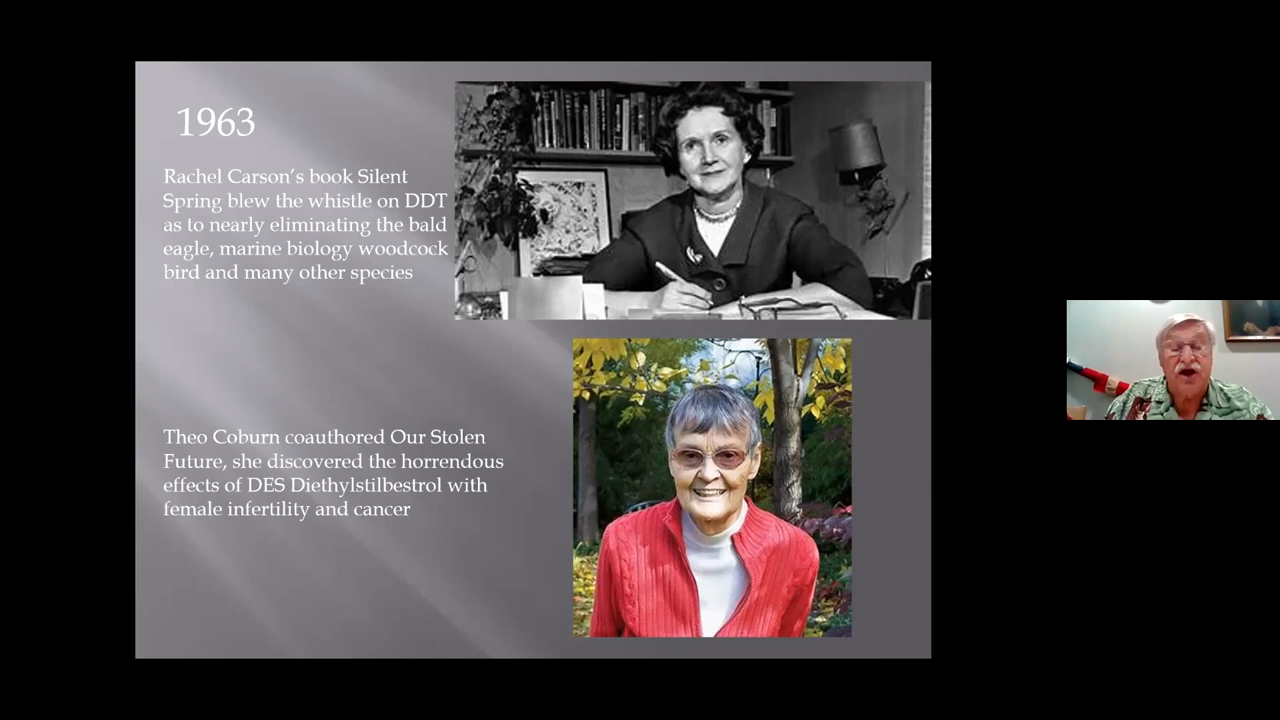 1963
Rachel Carson's book Silent
Spring blew the whistle on DDT
as to nearly eliminating the bald
eagle, marine biology woodcock
bird and many other species
Theo Coburn coauthored Our Stolen
Future, she discovered the horrendous
effects of DES Diethylstilbestrol with
female infertility and cancer